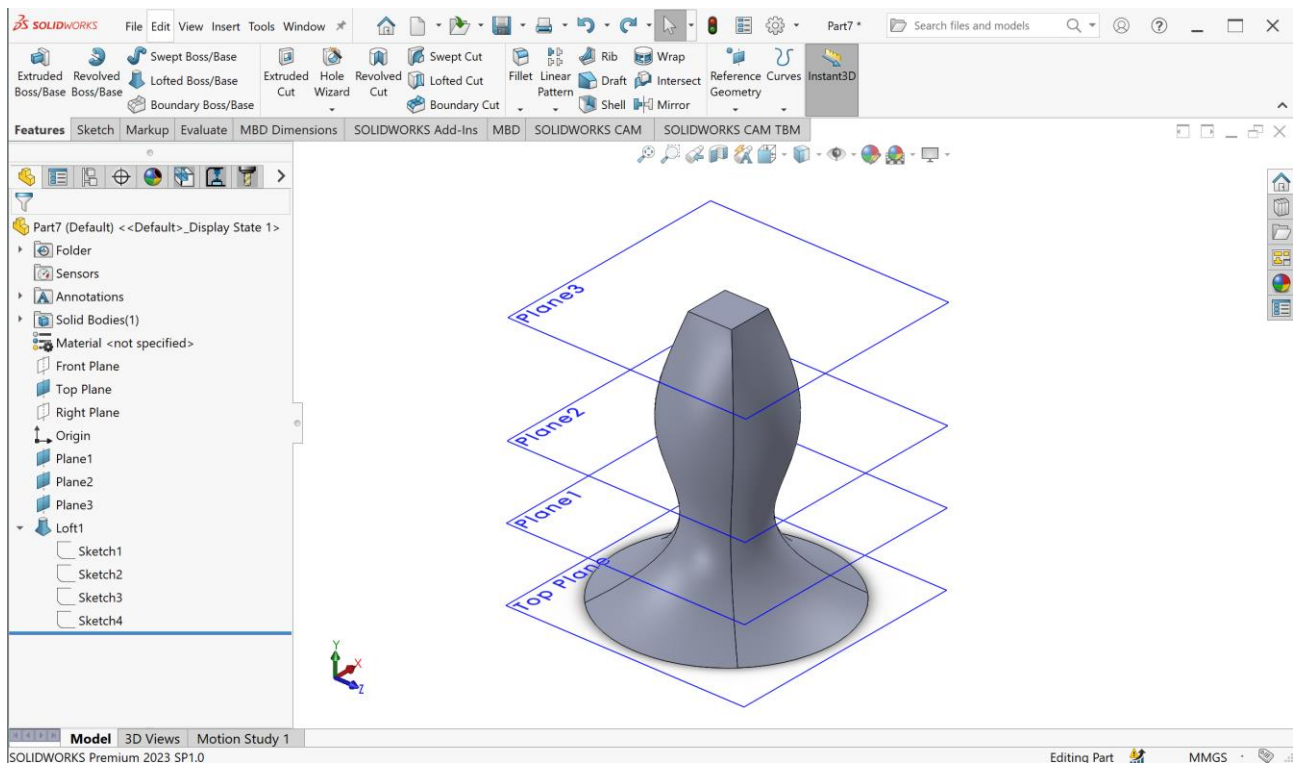 SOLIDWORKS File Edit View Insert Tools Window Part7 * Search files and models
Extruded Boss/Base Revolved Boss/Base Swept Boss/Base Lofted Boss/Base Boundary Boss/Base Extruded Cut Hole Wizard Revolved Cut Swept Cut Lofted Cut Boundary Cut Fillet Linear Pattern Rib Draft Shell Wrap Intersect Mirror Reference Geometry Curves Instant3D
Features Sketch Markup Evaluate MBD Dimensions SOLIDWORKS Add-Ins MBD SOLIDWORKS CAM SOLIDWORKS CAM TBM
Part7 (Default) <<Default>_Display State 1>
Folder
Sensors
Annotations
Solid Bodies(1)
Material <not specified>
Front Plane
Top Plane
Right Plane
Origin
Plane1
Plane2
Plane3
Loft1
Sketch1
Sketch2
Sketch3
Sketch4
Plane3
Plane2
Plane1
Top Plane
Y
X
Z
Model 3D Views Motion Study 1
SOLIDWORKS Premium 2023 SP1.0 Editing Part MMGS